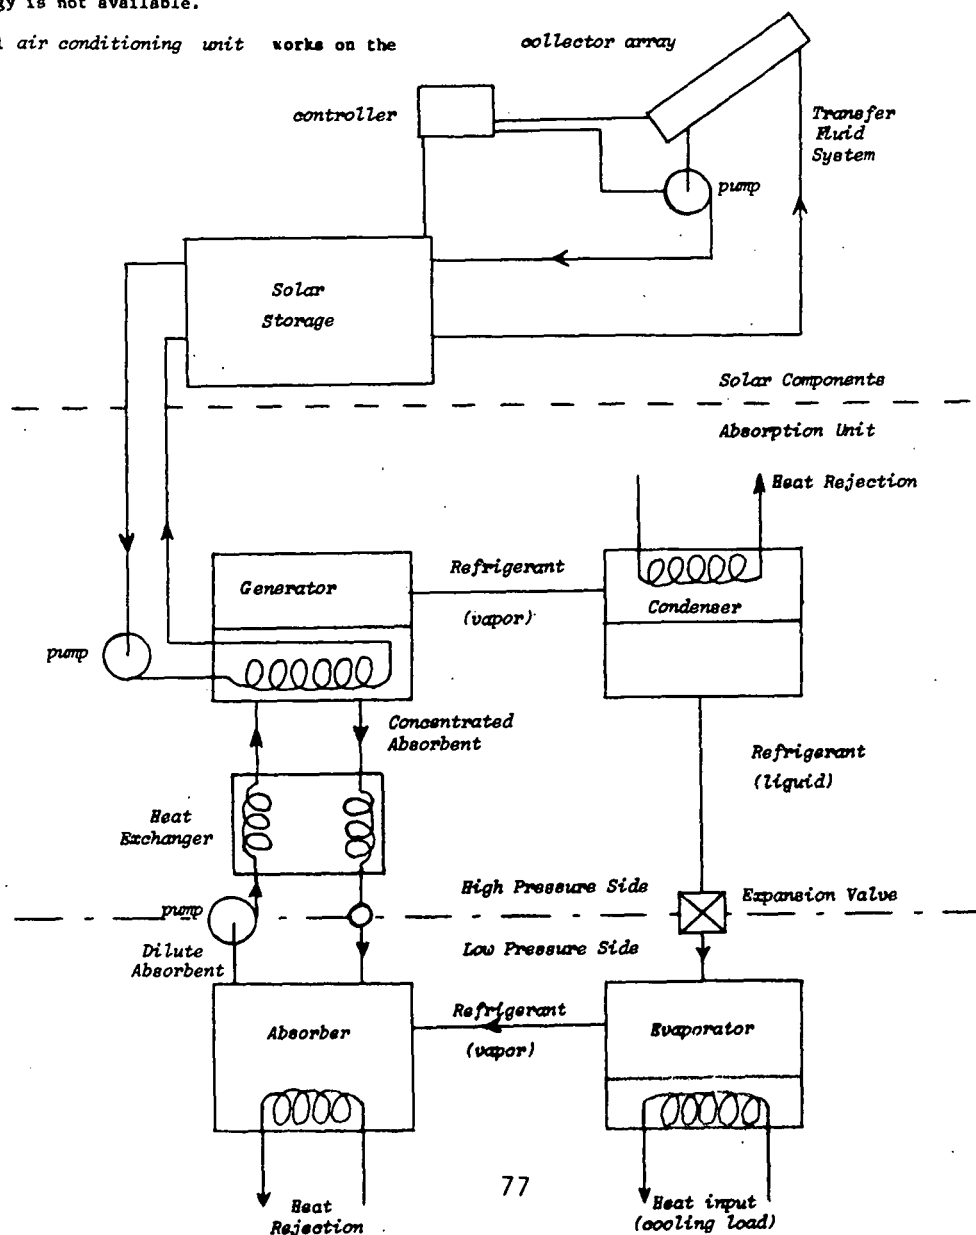 gy is not available.
air conditioning unit works on the
collector array
controller
Transfer
Fluid
System
pump
Solar
Storage
Solar Components
Absorption Unit
Heat Rejection
Generator
Refrigerant
(vapor)
Condenser
pump
Concentrated
Absorbent
Refrigerant
(liquid)
Heat
Exchanger
High Pressure Side
Expansion Valve
pump
Low Pressure Side
Dilute
Absorbent
Absorber
Refrigerant
(vapor)
Evaporator
77
Heat
Rejection
Heat input
(cooling load)